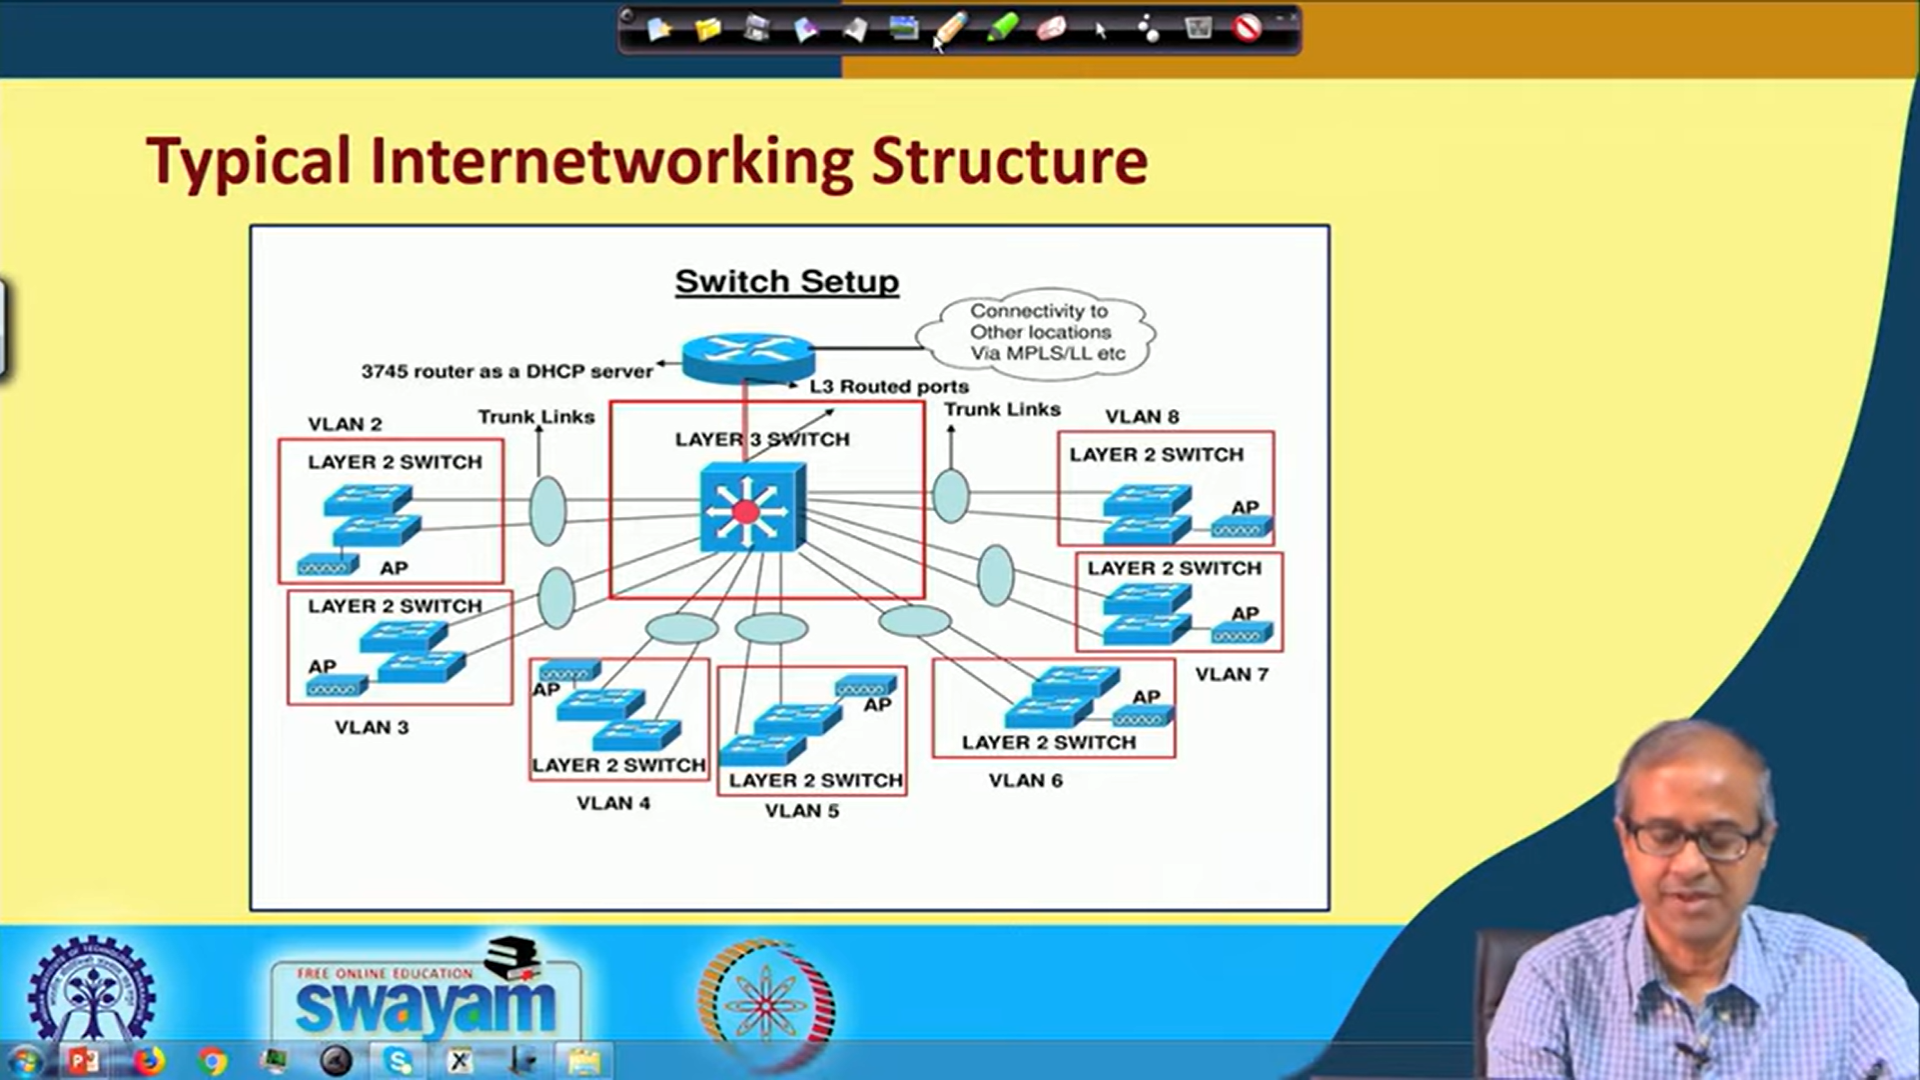 Typical Internetworking Structure
Switch Setup
Connectivity to
Other locations
Via MPLS/LL etc
3745 router as a DHCP server
L3 Routed ports
Trunk Links
Trunk Links
VLAN 2
LAYER 2 SWITCH
AP
LAYER 3 SWITCH
VLAN 8
LAYER 2 SWITCH
AP
LAYER 2 SWITCH
AP
VLAN 3
LAYER 2 SWITCH
AP
VLAN 7
AP
LAYER 2 SWITCH
VLAN 4
AP
LAYER 2 SWITCH
VLAN 5
AP
LAYER 2 SWITCH
VLAN 6
FREE ONLINE EDUCATION
swayam